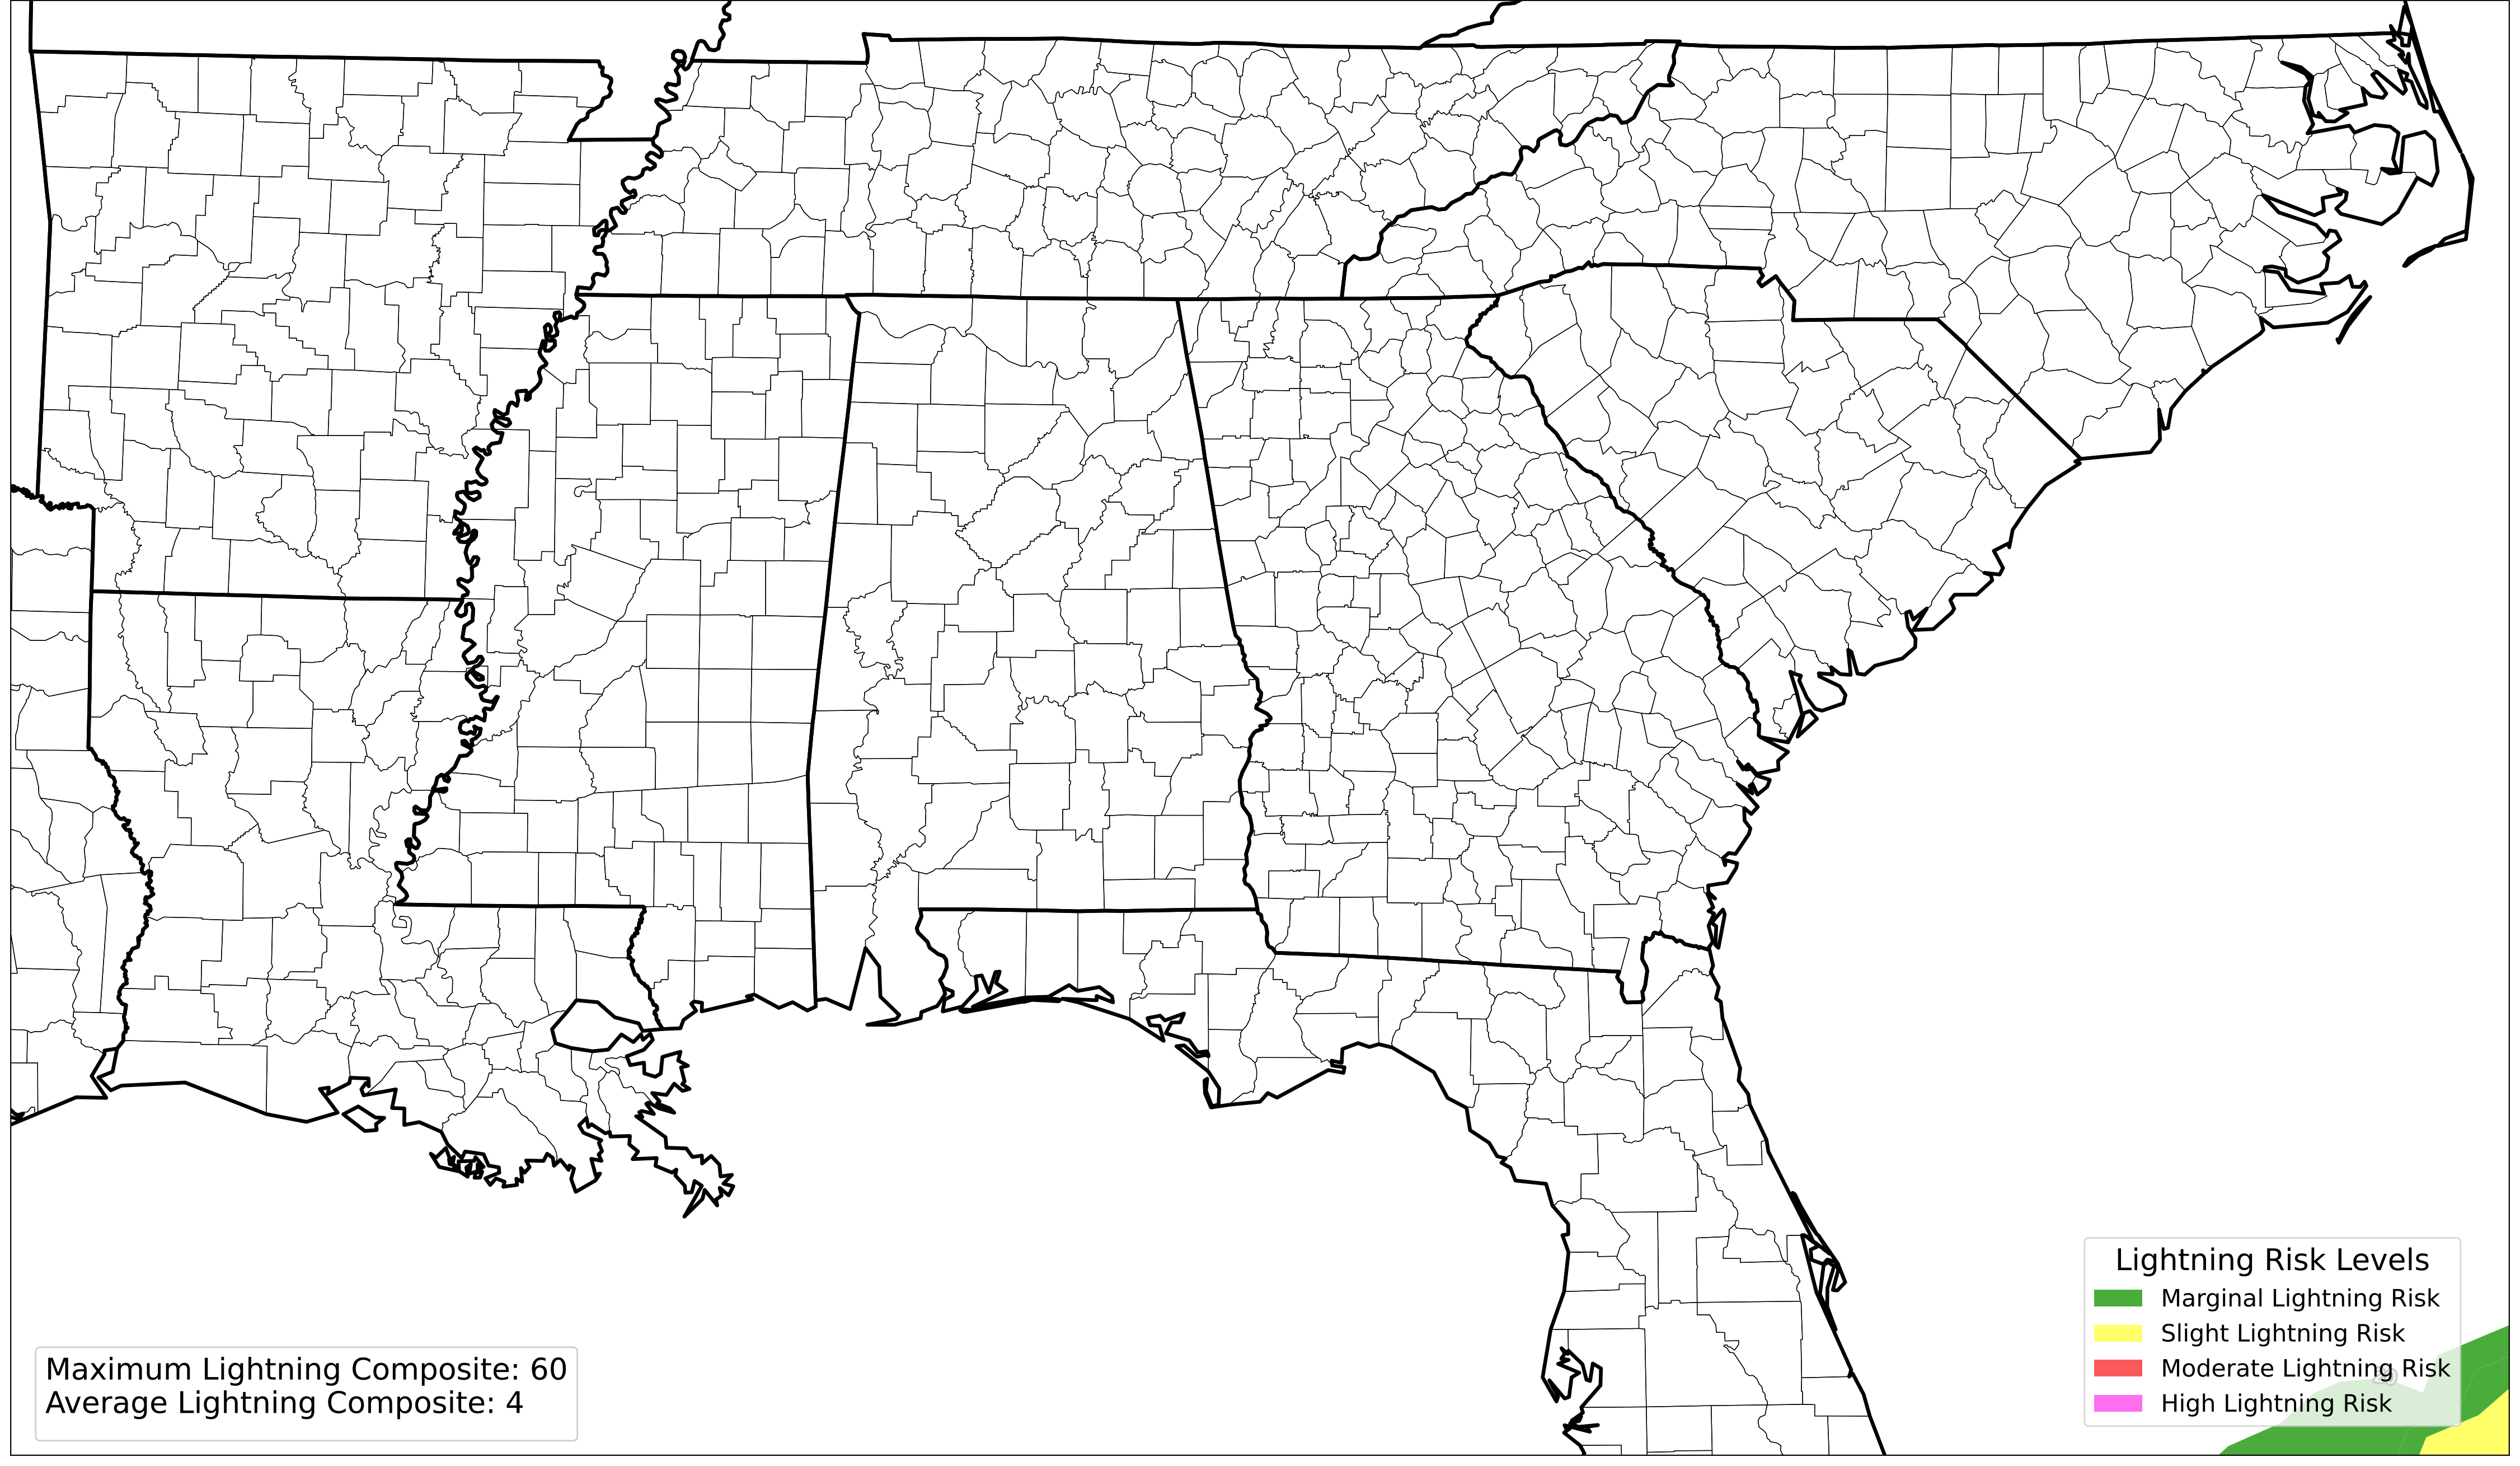 Maximum Lightning Composite: 60
Average Lightning Composite: 4
Lightning Risk Levels
Marginal Lightning Risk
Slight Lightning Risk
Moderate Lightning Risk
High Lightning Risk